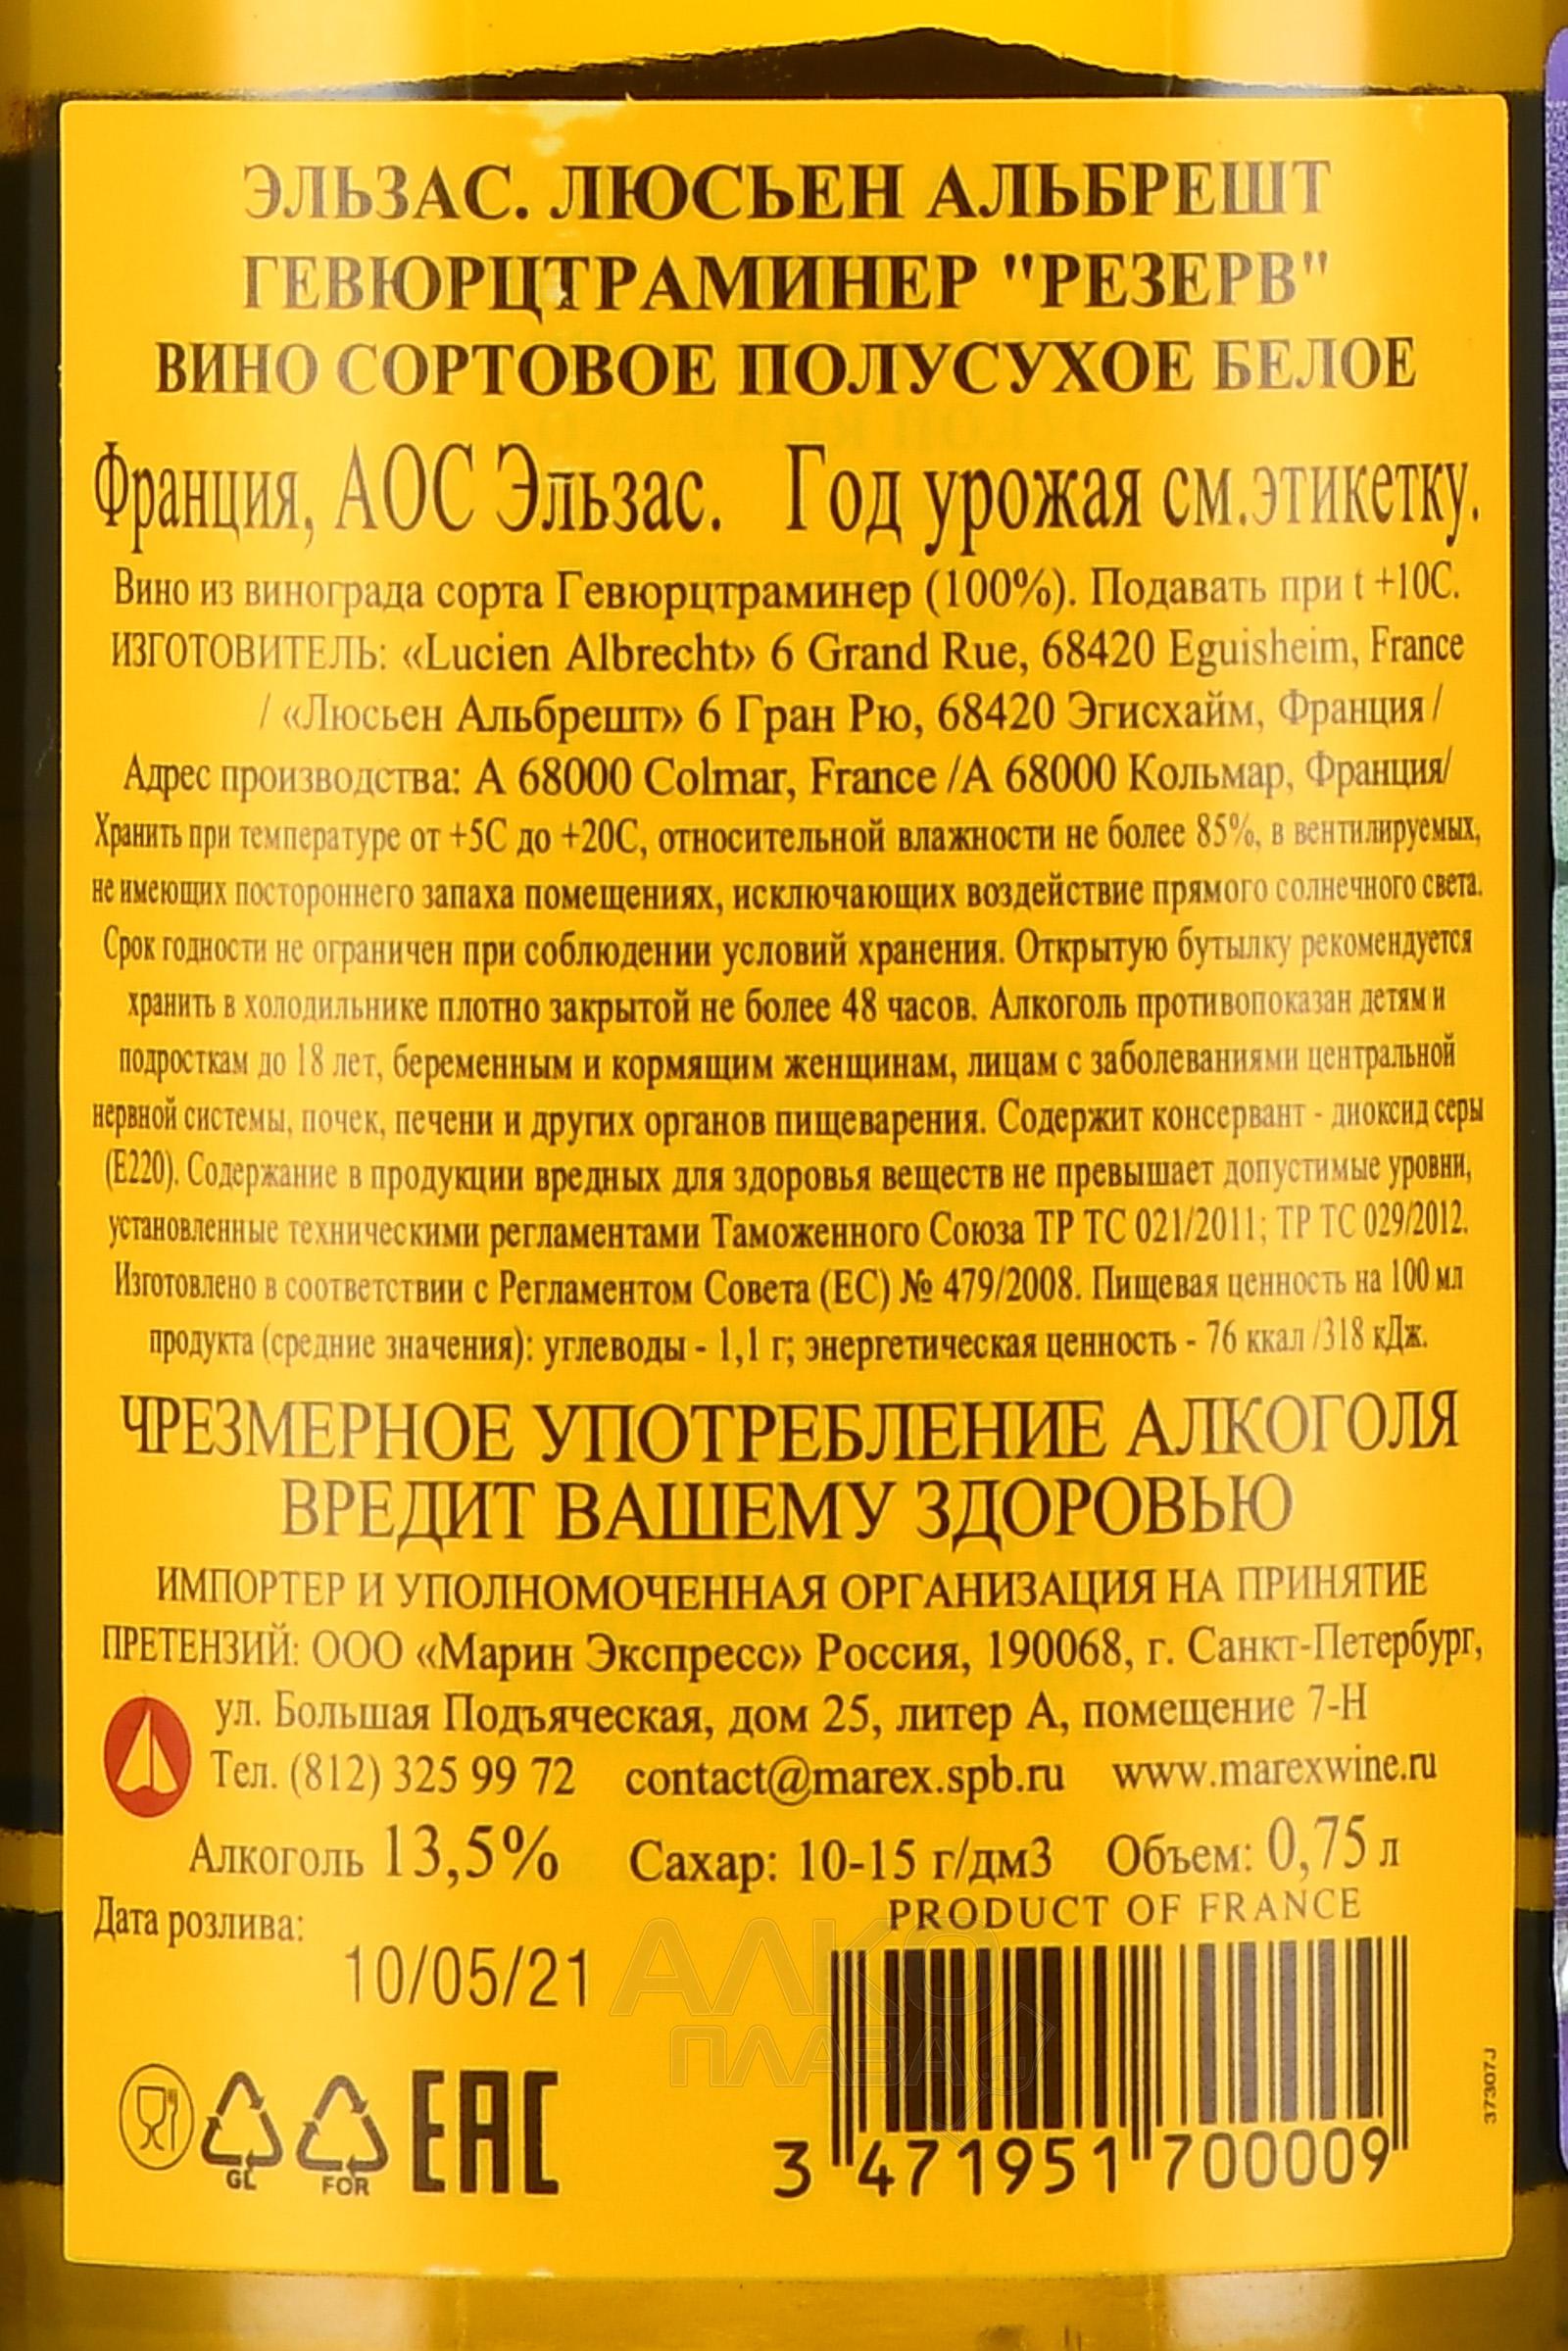 ЭЛЬЗАС. ЛЮСЬЕН АЛЬБРЕШТ
ГЕВЮРЦТРАМИНЕР "РЕЗЕРВ"
ВИНО СОРТОВОЕ ПОЛУСУХОЕ БЕЛОЕ
Франция, АОС Эльзас. Год урожая см.этикетку.
Вино из винограда сорта Гевюрцтраминер (100%). Подавать при t +10С.
ИЗГОТОВИТЕЛЬ: «Lucien Albrecht» 6 Grand Rue, 68420 Eguisheim, France
/ «Люсьен Альбрешт» 6 Гран Рю, 68420 Эгисхайм, Франция /
Адрес производства: А 68000 Colmar, France /А 68000 Кольмар, Франция/
Хранить при температуре от +5С до +20С, относительной влажности не более 85%, в вентилируемых,
не имеющих постороннего запаха помещениях, исключающих воздействие прямого солнечного света.
Срок годности не ограничен при соблюдении условий хранения. Открытую бутылку рекомендуется
хранить в холодильнике плотно закрытой не более 48 часов. Алкоголь противопоказан детям и
подросткам до 18 лет, беременным и кормящим женщинам, лицам с заболеваниями центральной
нервной системы, почек, печени и других органов пищеварения. Содержит консервант - диоксид серы
(Е220). Содержание в продукции вредных для здоровья веществ не превышает допустимые уровни,
установленные техническими регламентами Таможенного Союза ТР ТС 021/2011; ТР ТС 029/2012.
Изготовлено в соответствии с Регламентом Совета (ЕС) № 479/2008. Пищевая ценность на 100 мл
продукта (средние значения): углеводы - 1,1 г; энергетическая ценность - 76 ккал /318 кДж.
ЧРЕЗМЕРНОЕ УПОТРЕБЛЕНИЕ АЛКОГОЛЯ
ВРЕДИТ ВАШЕМУ ЗДОРОВЬЮ
ИМПОРТЕР И УПОЛНОМОЧЕННАЯ ОРГАНИЗАЦИЯ НА ПРИНЯТИЕ
ПРЕТЕНЗИЙ: ООО «Марин Экспресс» Россия, 190068, г. Санкт-Петербург,
ул. Большая Подъяческая, дом 25, литер А, помещение 7-Н
Тел. (812) 325 99 72 contact@marex.spb.ru www.marexwine.ru
Алкоголь 13,5% Сахар: 10-15 г/дм3 Объем: 0,75 л
PRODUCT OF FRANCE
Дата розлива:
10/05/21
АЛКО
ПЛАЗА
37307J
GL FOR EAC
3 471951 700009